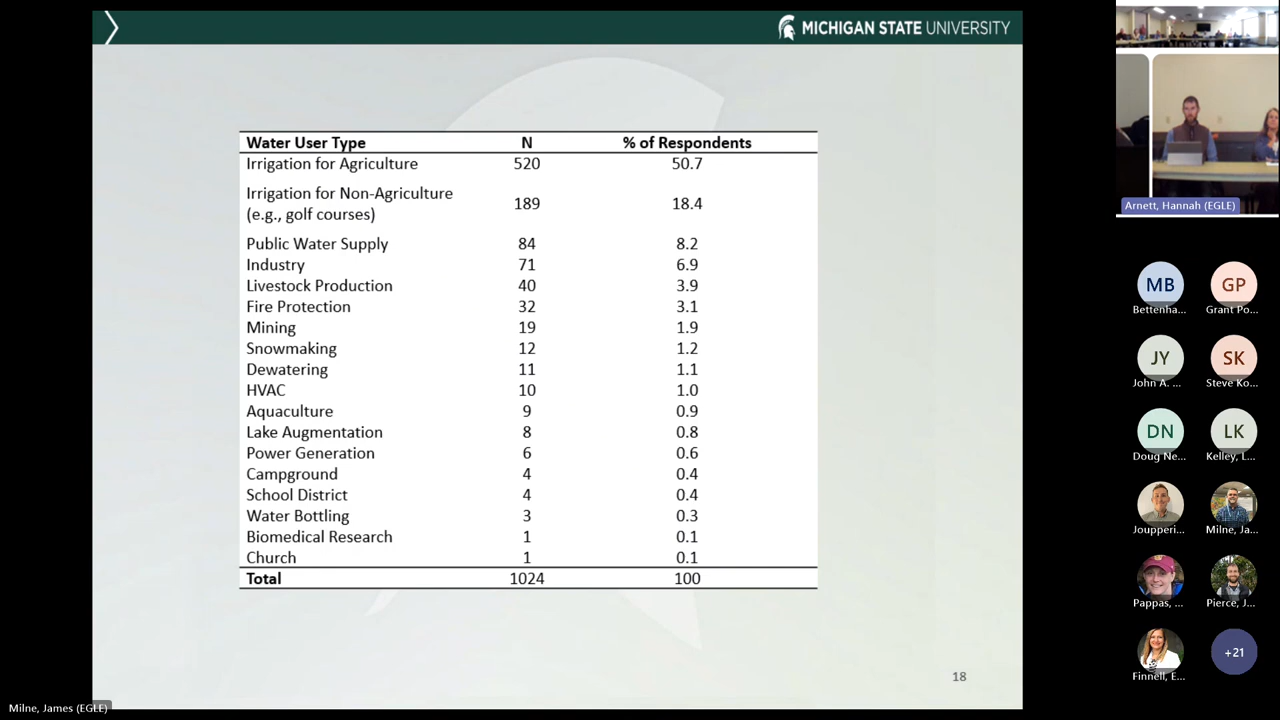 MICHIGAN STATE UNIVERSITY
Water User Type N % of Respondents
Irrigation for Agriculture 520 50.7
Irrigation for Non-Agriculture
(e.g., golf courses) 189 18.4
Public Water Supply 84 8.2
Industry 71 6.9
Livestock Production 40 3.9
Fire Protection 32 3.1
Mining 19 1.9
Snowmaking 12 1.2
Dewatering 11 1.1
HVAC 10 1.0
Aquaculture 9 0.9
Lake Augmentation 8 0.8
Power Generation 6 0.6
Campground 4 0.4
School District 4 0.4
Water Bottling 3 0.3
Biomedical Research 1 0.1
Church 1 0.1
Total 1024 100
18
Milne, James (EGLE)
Arnett, Hannah (EGLE)
MB GP
Bettenha... Grant Po...
JY SK
John A. ... Steve Ko...
DN LK
Doug Ne... Kelley, L...
Joupperi... Milne, Ja...
Pappas, ... Pierce, J...
+21
Finnell, E...